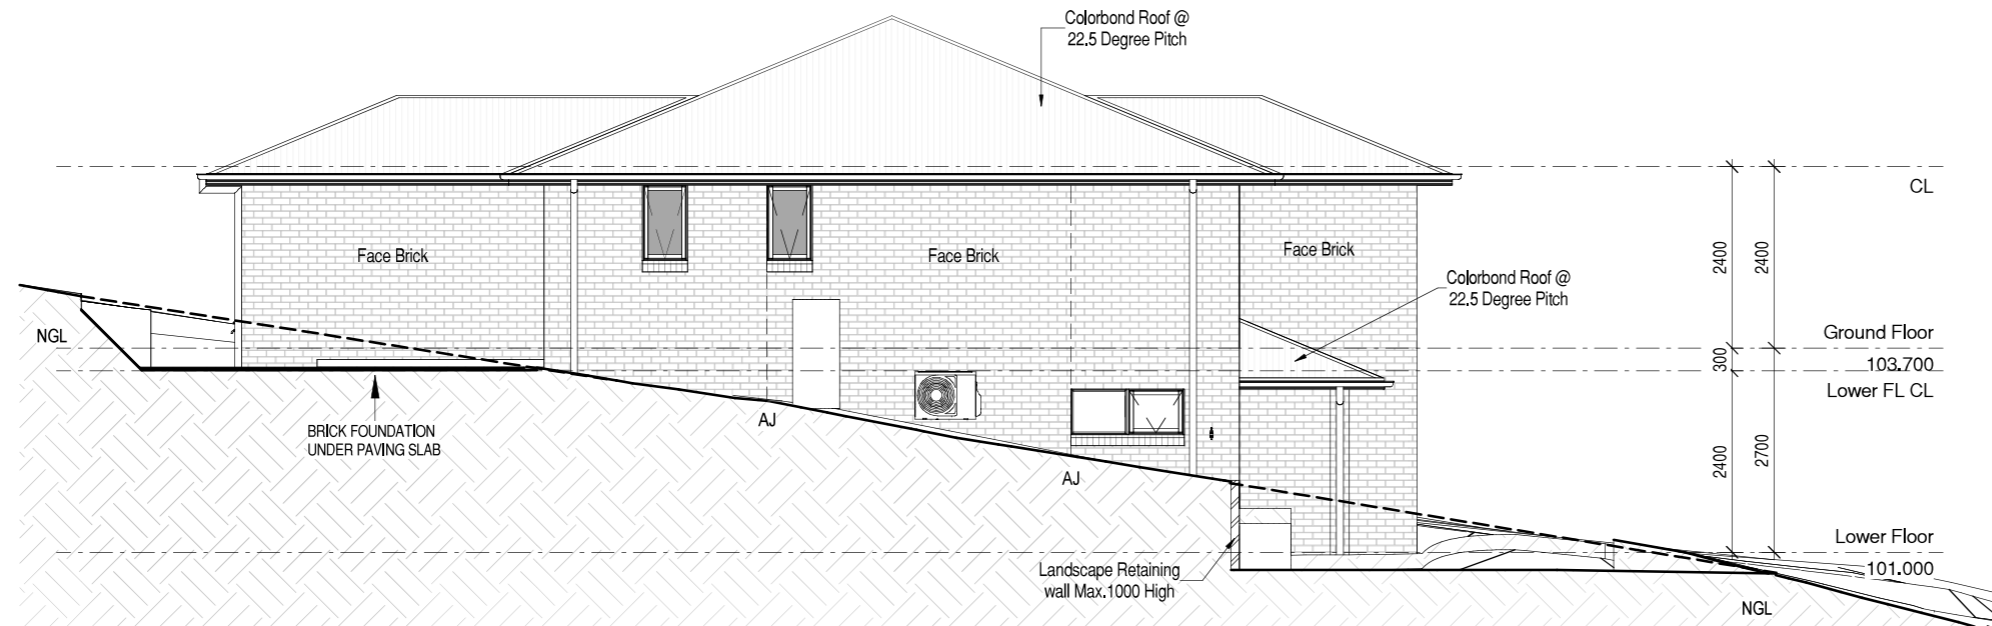 Colorbond Roof @
22.5 Degree Pitch
CL
Face Brick
Face Brick
Face Brick
2400
2400
Colorbond Roof @
22.5 Degree Pitch
NGL
Ground Floor
300
103.700
Lower FL CL
BRICK FOUNDATION
UNDER PAVING SLAB
AJ
AJ
2400
2700
Lower Floor
101.000
Landscape Retaining
wall Max.1000 High
NGL